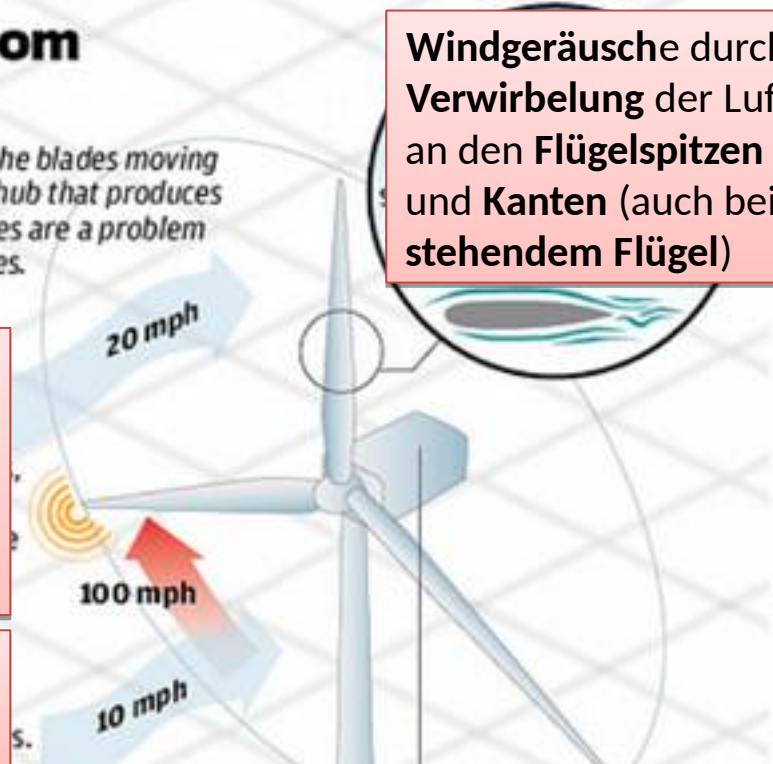 om
Windgeräusche durch
Verwirbelung der Luf
an den Flügelspitzen
und Kanten (auch bei
stehendem Flügel)
he blades moving
hub that produces
es are a problem
es.
20 mph
100 mph
10 mph
s.